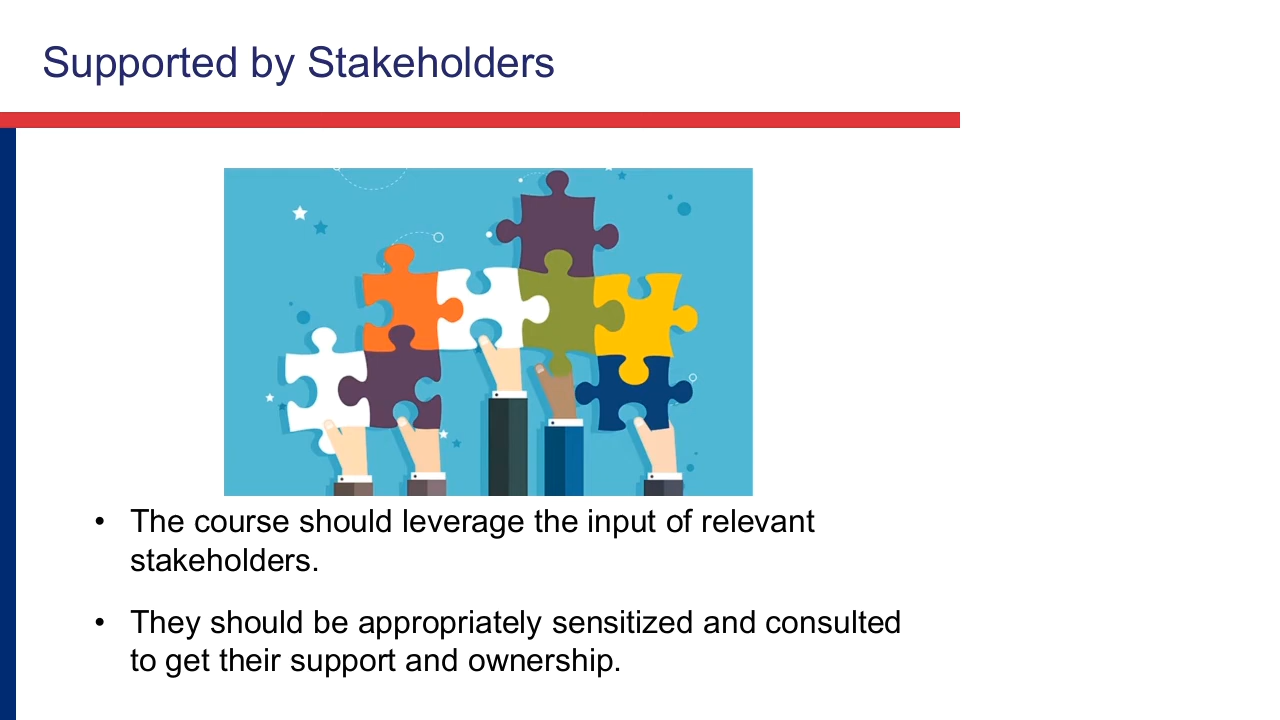 Supported by Stakeholders
• The course should leverage the input of relevant
stakeholders.
• They should be appropriately sensitized and consulted
to get their support and ownership.